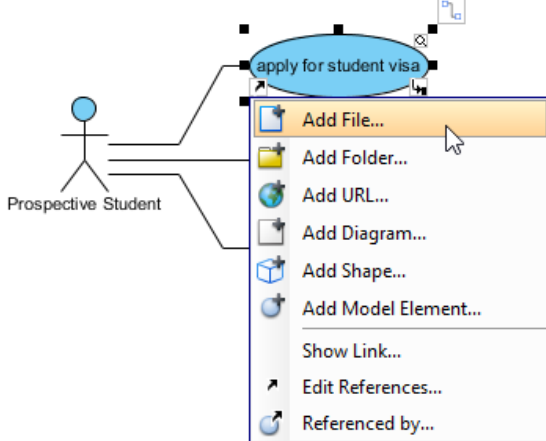 apply for student visa
Prospective Student
Add File...
Add Folder...
Add URL...
Add Diagram...
Add Shape...
Add Model Element...
Show Link...
Edit References...
Referenced by...